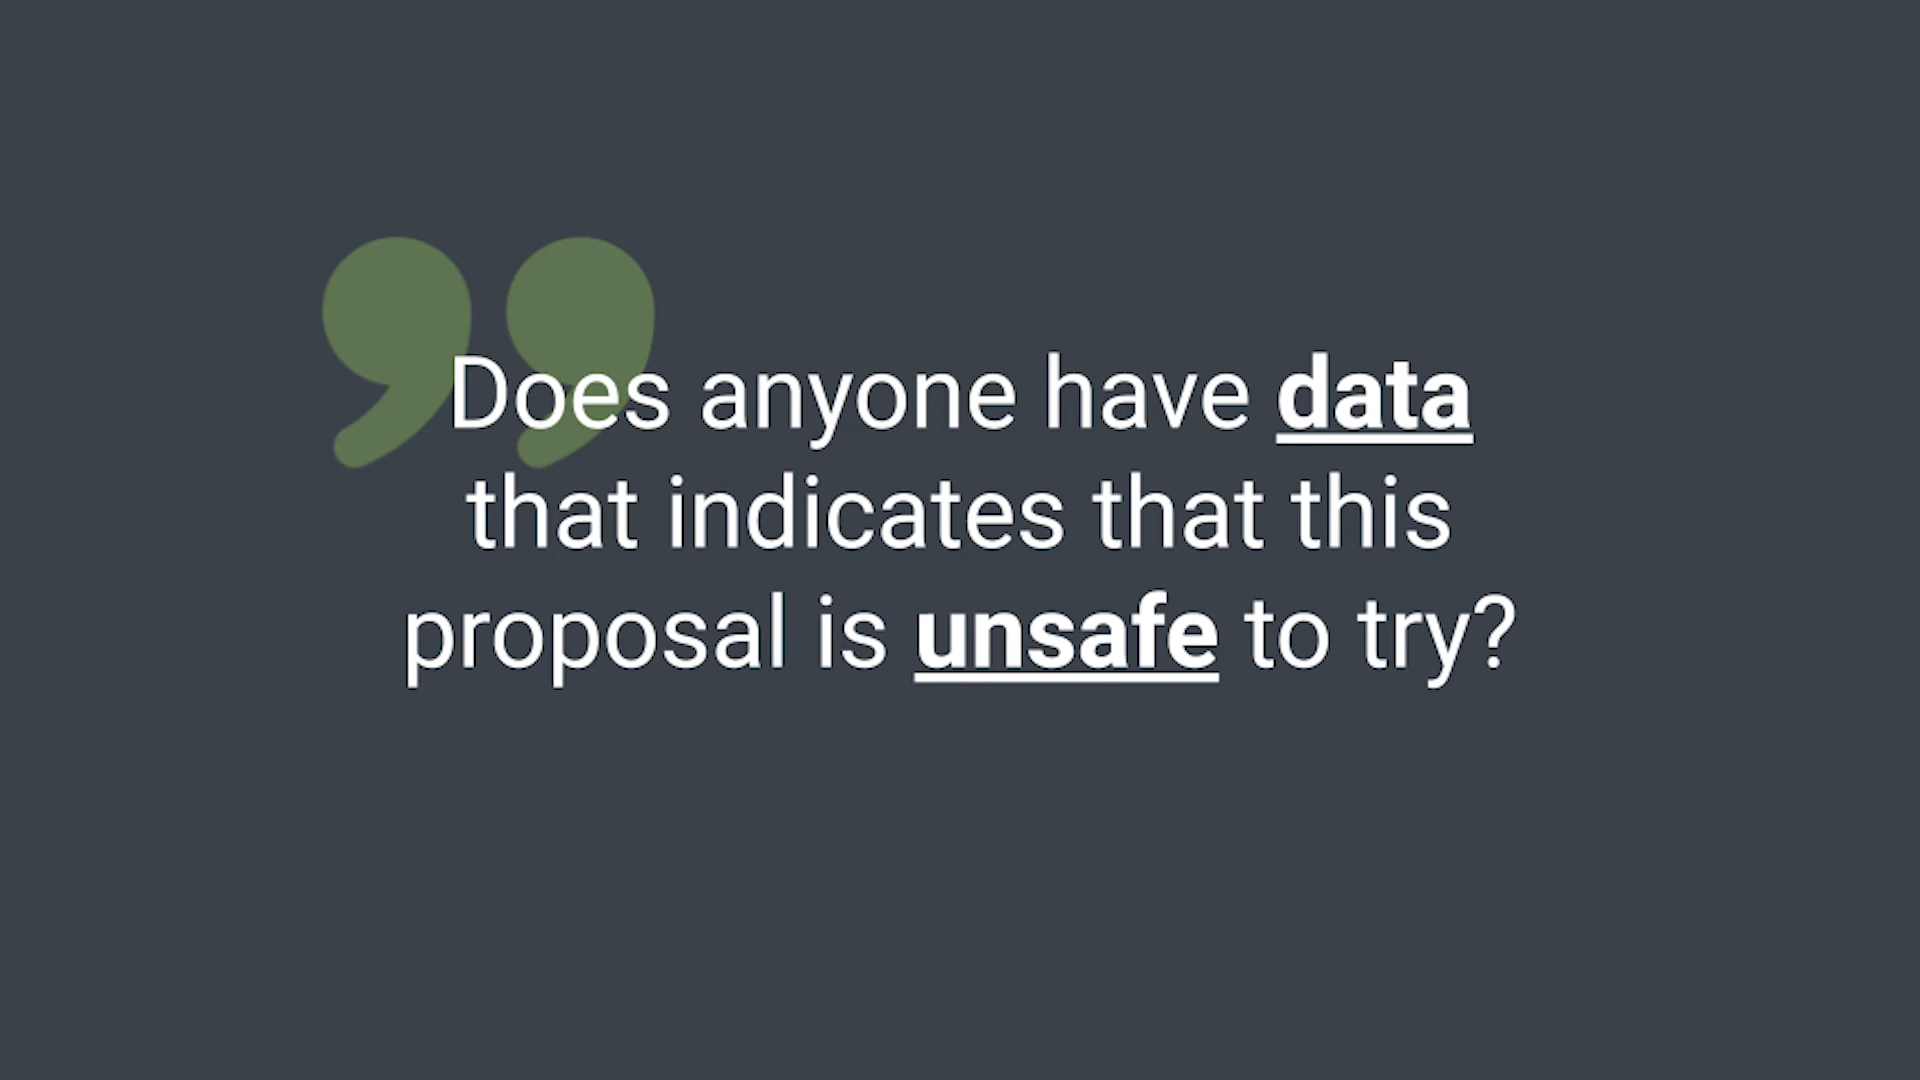 Does anyone have data
that indicates that this
proposal is unsafe to try?